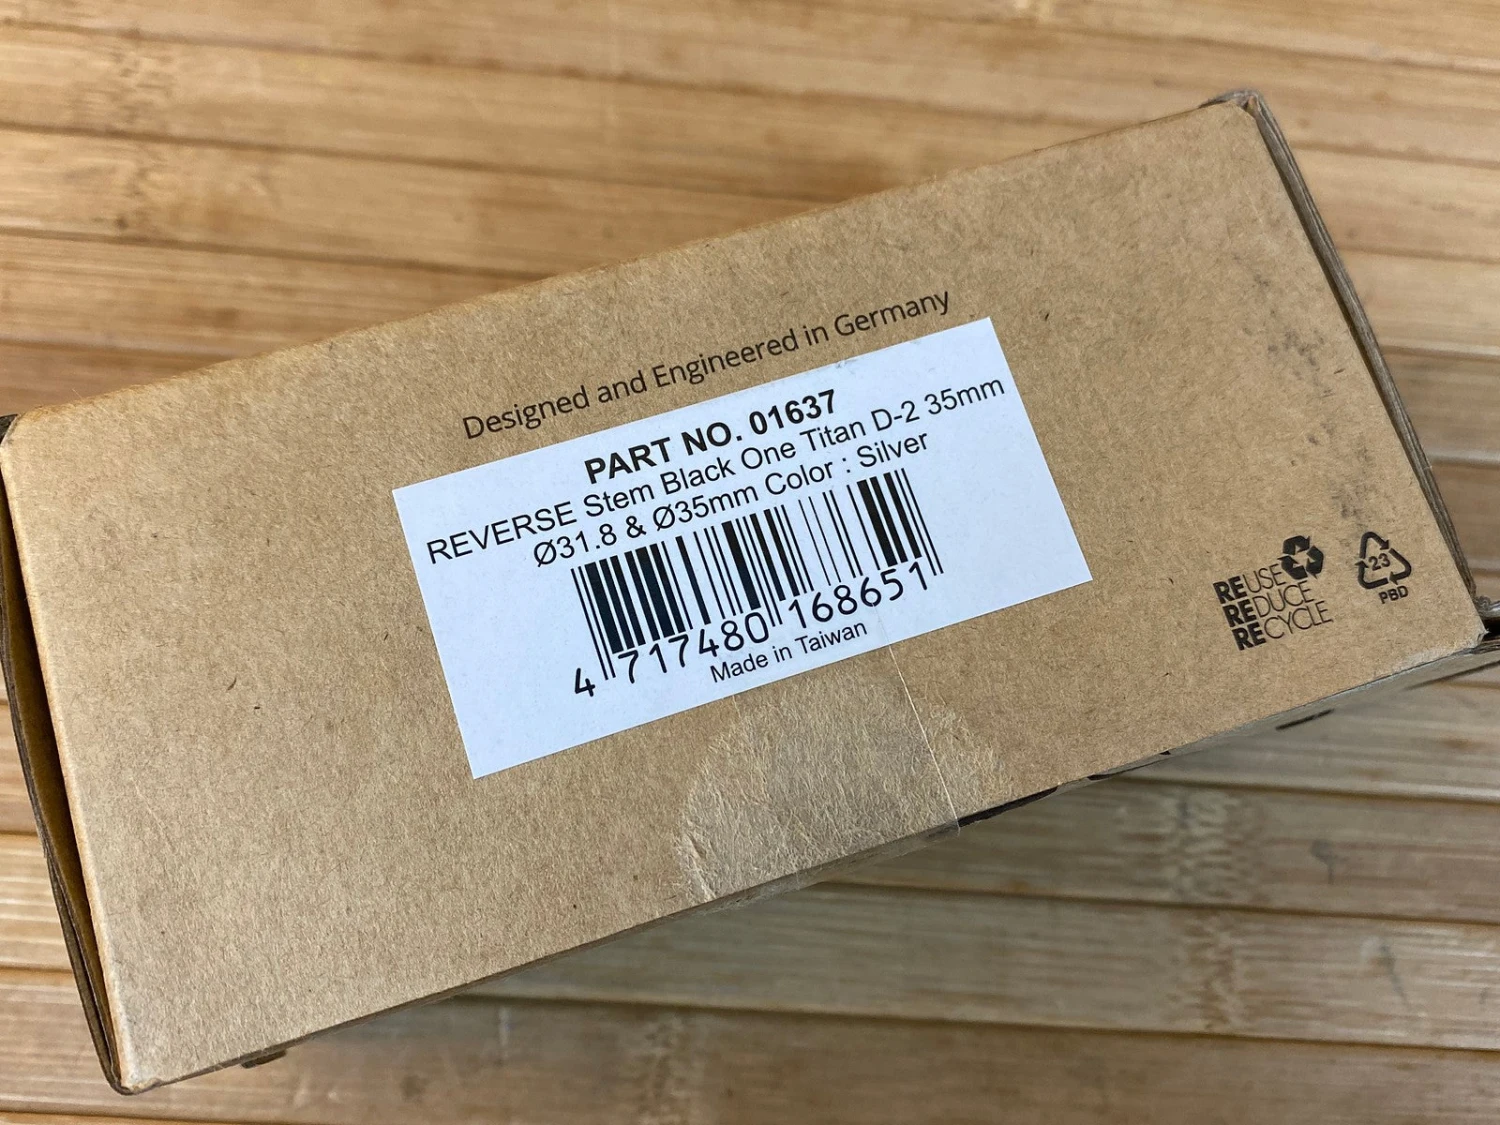 Designed and Engineered in Germany
PART NO. 01637
REVERSE Stem Black One Titan D-2 35mm
Ø31.8 & Ø35mm Color : Silver
4 717480 168651
Made in Taiwan
REUSE
REDUCE
RECYCLE
23
PBD